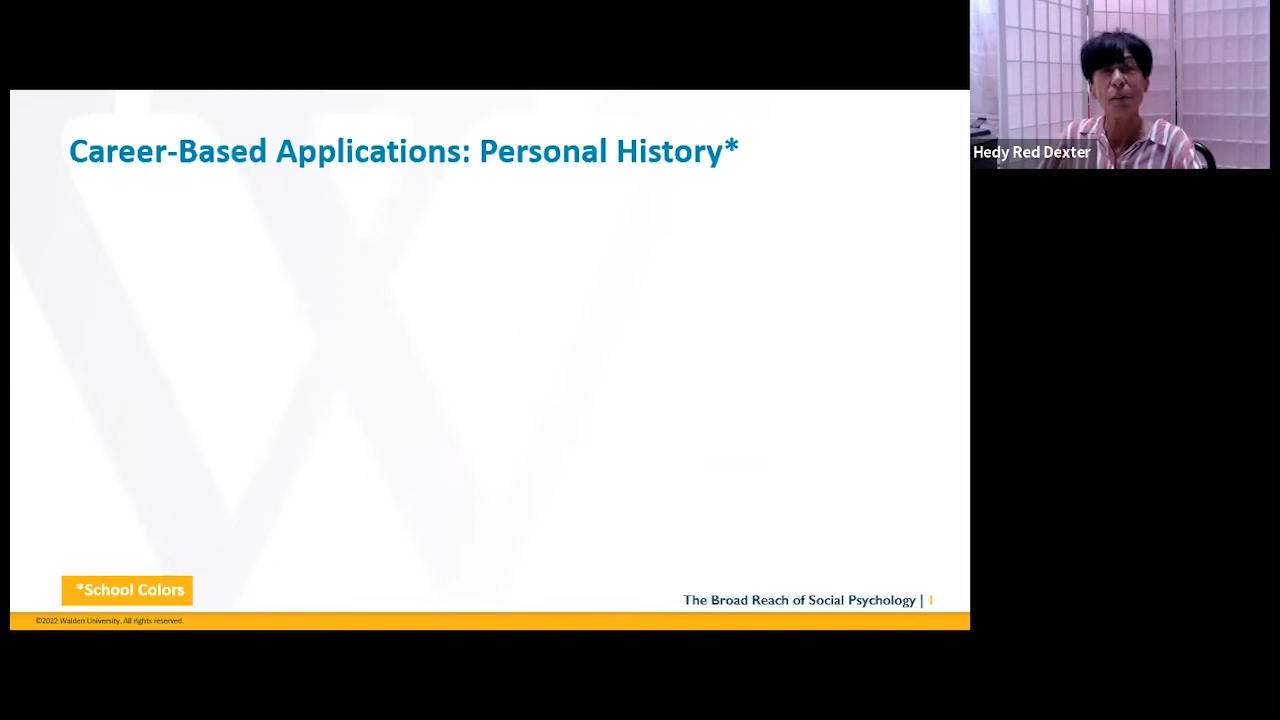 Career-Based Applications: Personal History*
Hedy Red Dexter
*School Colors
The Broad Reach of Social Psychology | 1
©2022 Walden University. All rights reserved.